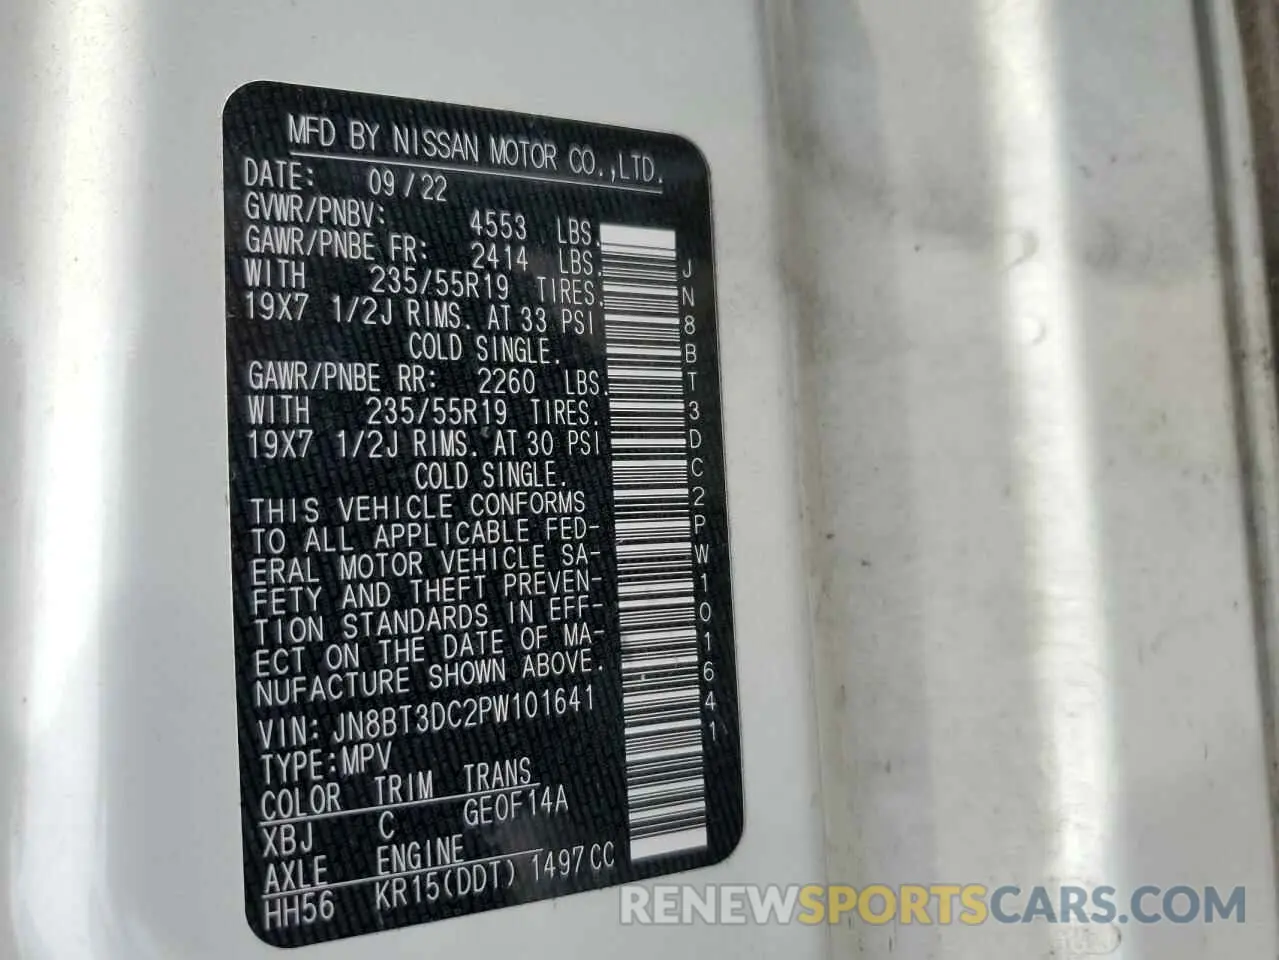 MFD BY NISSAN MOTOR CO.,LTD.
DATE: 09/22
GVWR/PNBV: 4553 LBS.
GAWR/PNBE FR: 2414 LBS.
WITH 235/55R19 TIRES.
19X7 1/2J RIMS. AT 33 PSI
COLD SINGLE.
GAWR/PNBE RR: 2260 LBS.
WITH 235/55R19 TIRES.
19X7 1/2J RIMS. AT 30 PSI
COLD SINGLE.
THIS VEHICLE CONFORMS
TO ALL APPLICABLE FED-
ERAL MOTOR VEHICLE SA-
FETY AND THEFT PREVEN-
TION STANDARDS IN EFF-
ECT ON THE DATE OF MA-
NUFACTURE SHOWN ABOVE.
VIN: JN8BT3DC2PW101641
TYPE:MPV
COLOR TRIM TRANS
XBJ C GE0F14A
AXLE ENGINE
HH56 KR15(DDT) 1497CC
JN8BT3DC2PW101641
RENEWSPORTSCARS.COM